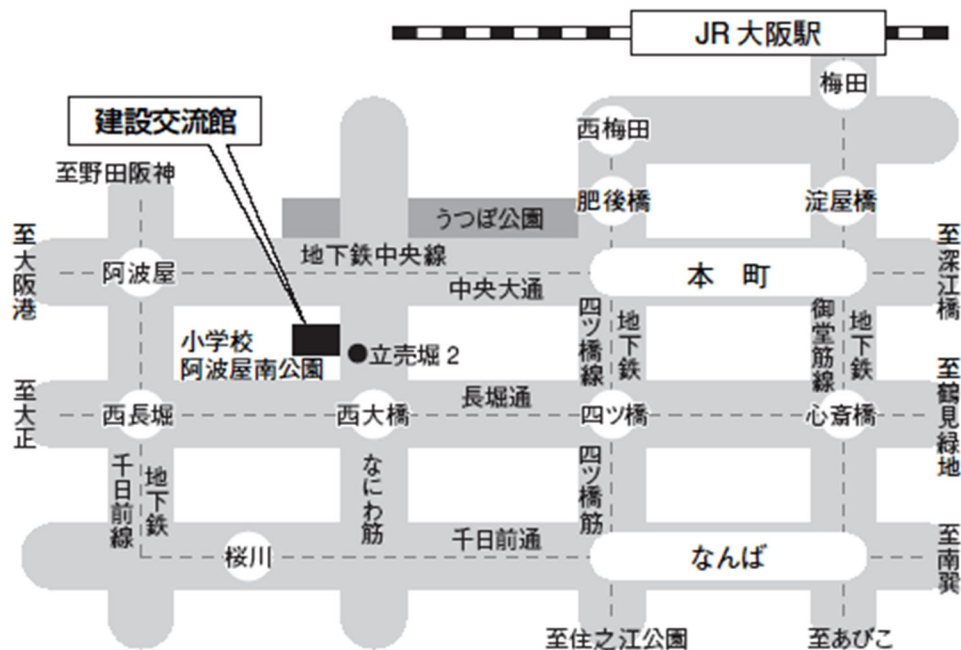 JR大阪駅
梅田
建設交流館
西梅田
至野田阪神
肥後橋
淀屋橋
うつぼ公園
至大阪港
地下鉄中央線
至深江橋
阿波屋
本町
中央大通
四ツ橋線
地下鉄
御堂筋線
地下鉄
小学校
阿波屋南公園
立売堀2
至大正
長堀通
至鶴見緑地
西長堀
西大橋
四ツ橋
心斎橋
千日前線
地下鉄
なにわ筋
四ツ橋筋
千日前通
桜川
なんば
至南巽
至住之江公園
至あびこ